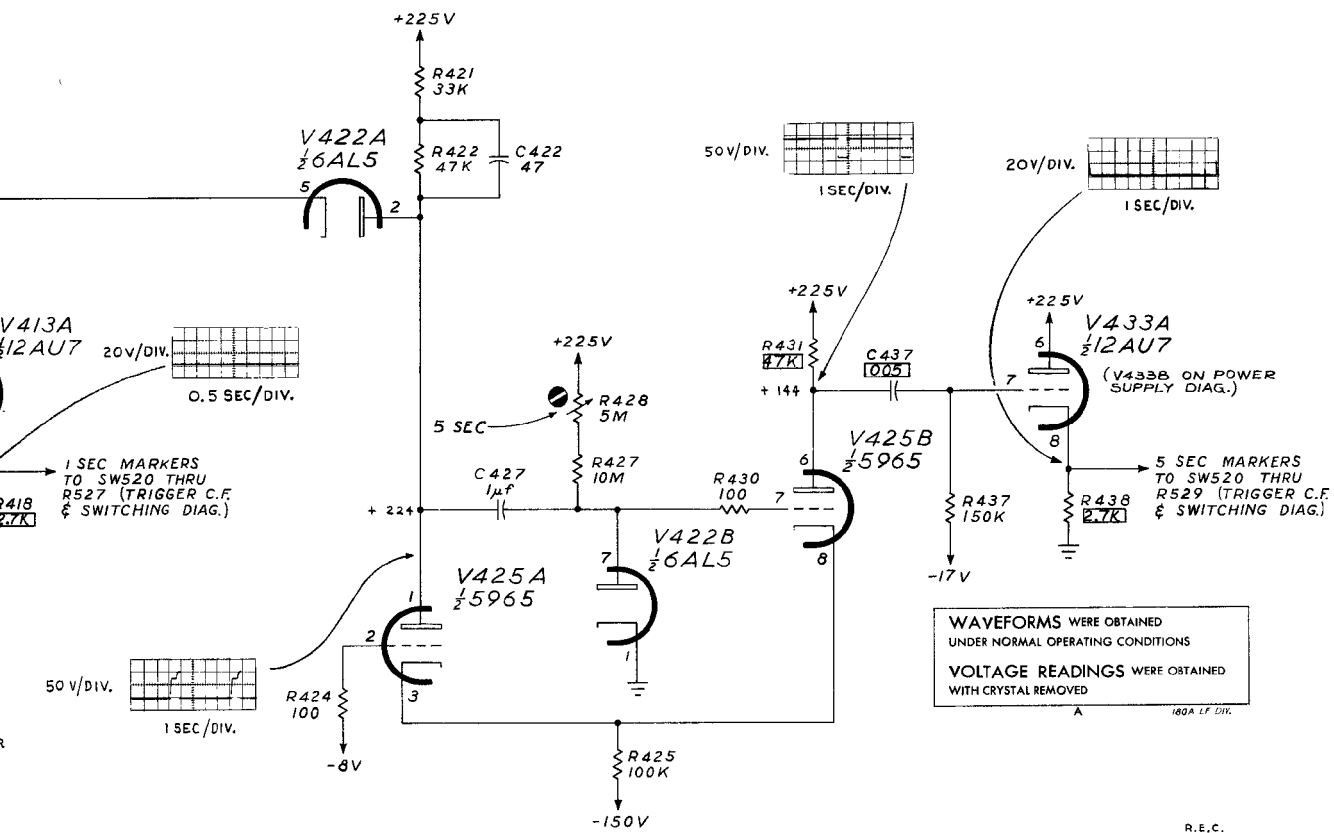 +225V
R421
33K
V422A
½6AL5
5
2
R422
47K
C422
47
50V/DIV.
1 SEC/DIV.
20V/DIV.
1 SEC/DIV.
V413A
½12AU7
20V/DIV.
0.5 SEC/DIV.
+225V
R428
5M
5 SEC
R427
10M
C427
1µf
+ 224
+225V
R431
47K
+ 144
C437
.005
+225V
6
V433A
½12AU7
(V433B ON POWER
SUPPLY DIAG.)
7
8
1 SEC MARKERS
TO SW520 THRU
R527 (TRIGGER C.F.
& SWITCHING DIAG.)
R418
2.7K
R430
100
V425B
½5965
6
7
8
R437
150K
-17V
R438
2.7K
5 SEC MARKERS
TO SW520 THRU
R529 (TRIGGER C.F.
& SWITCHING DIAG.)
V422B
½6AL5
7
1
V425A
½5965
1
2
3
50 V/DIV.
1 SEC/DIV.
R424
100
-8V
R425
100K
-150V
WAVEFORMS WERE OBTAINED
UNDER NORMAL OPERATING CONDITIONS
VOLTAGE READINGS WERE OBTAINED
WITH CRYSTAL REMOVED
A
180A LF DIV.
R
R.E.C.